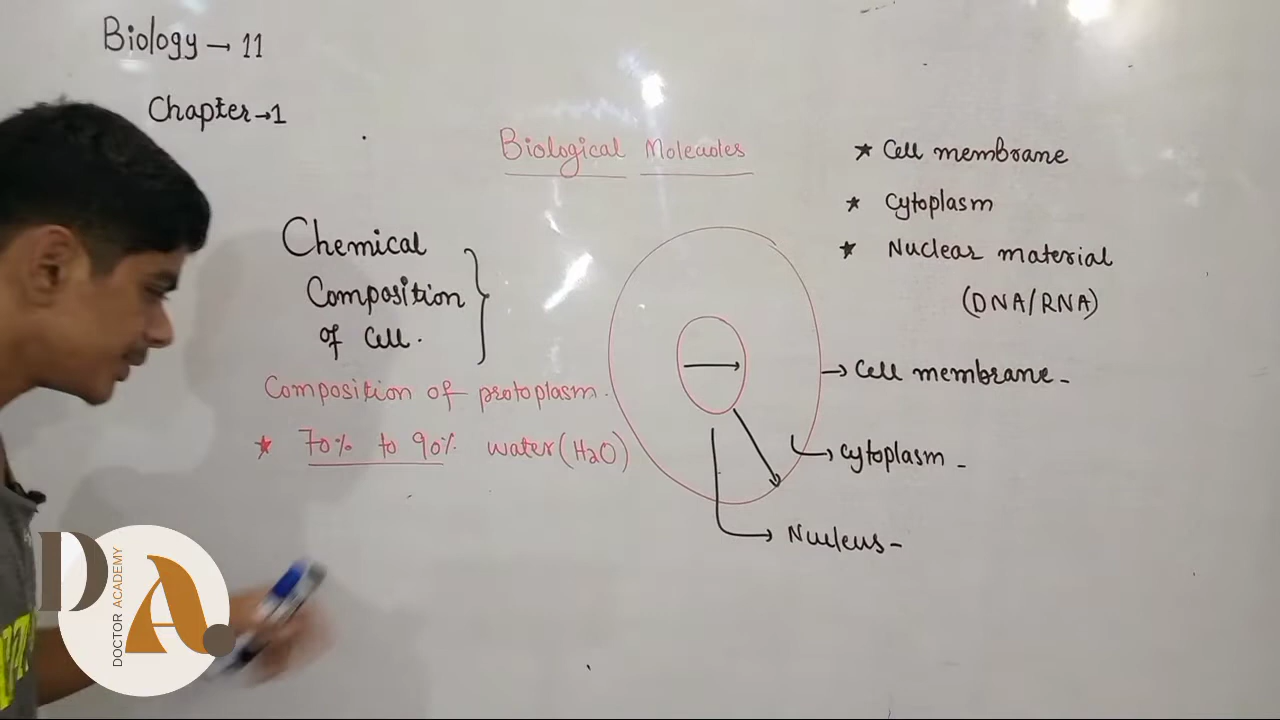 Biology → 11
Chapter → 1
Biological Molecules
Chemical
Composition
of Cell.
Composition of protoplasm.
★ 70% to 90% water (H2O)
★ Cell membrane
★ Cytoplasm
★ Nuclear material
(DNA/RNA)
→ Cell membrane -
→ Cytoplasm -
→ Nucleus -
DA.
DOCTOR ACADEMY